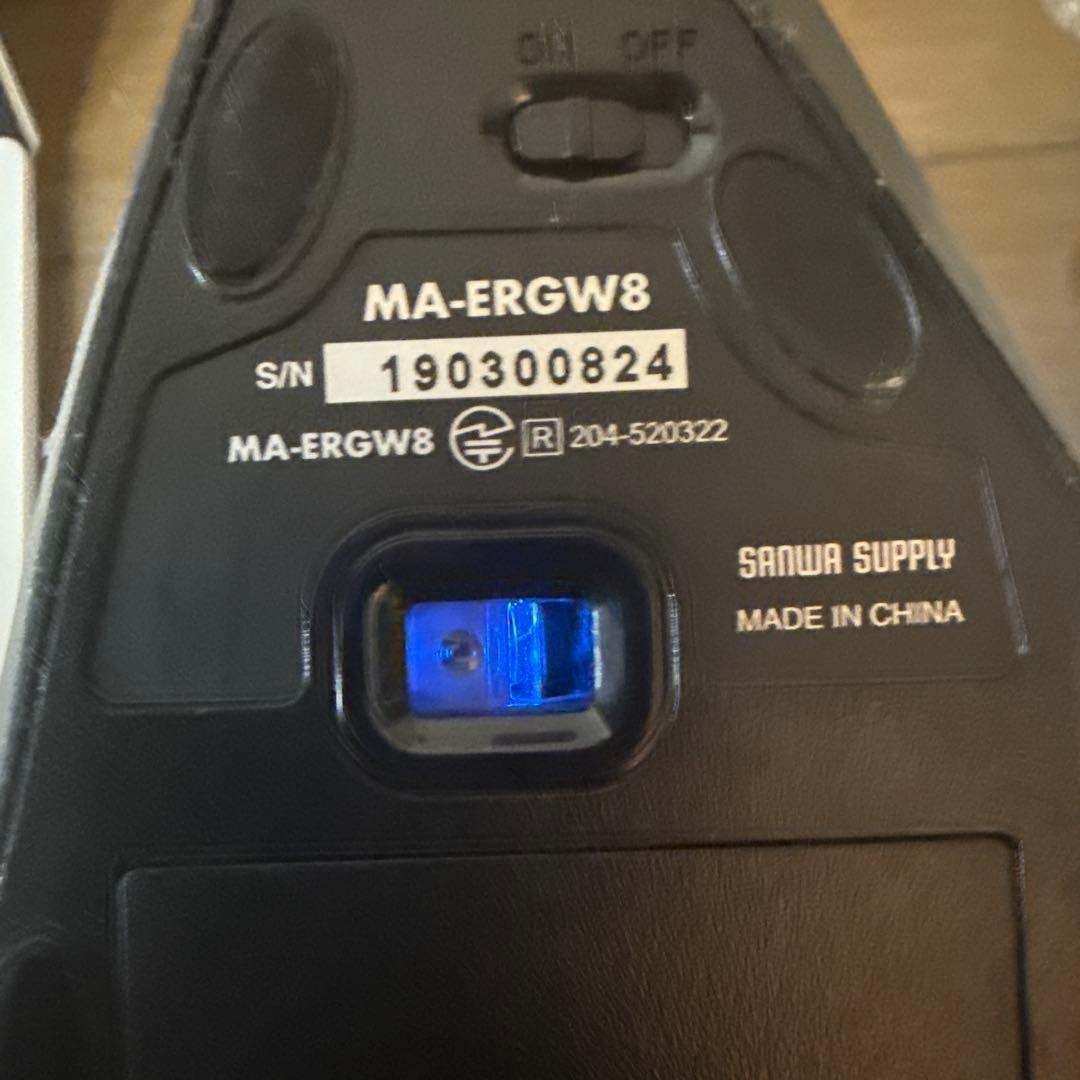 ON OFF
MA-ERGW8
S/N 190300824
MA-ERGW8 R 204-520322
SANWA SUPPLY
MADE IN CHINA